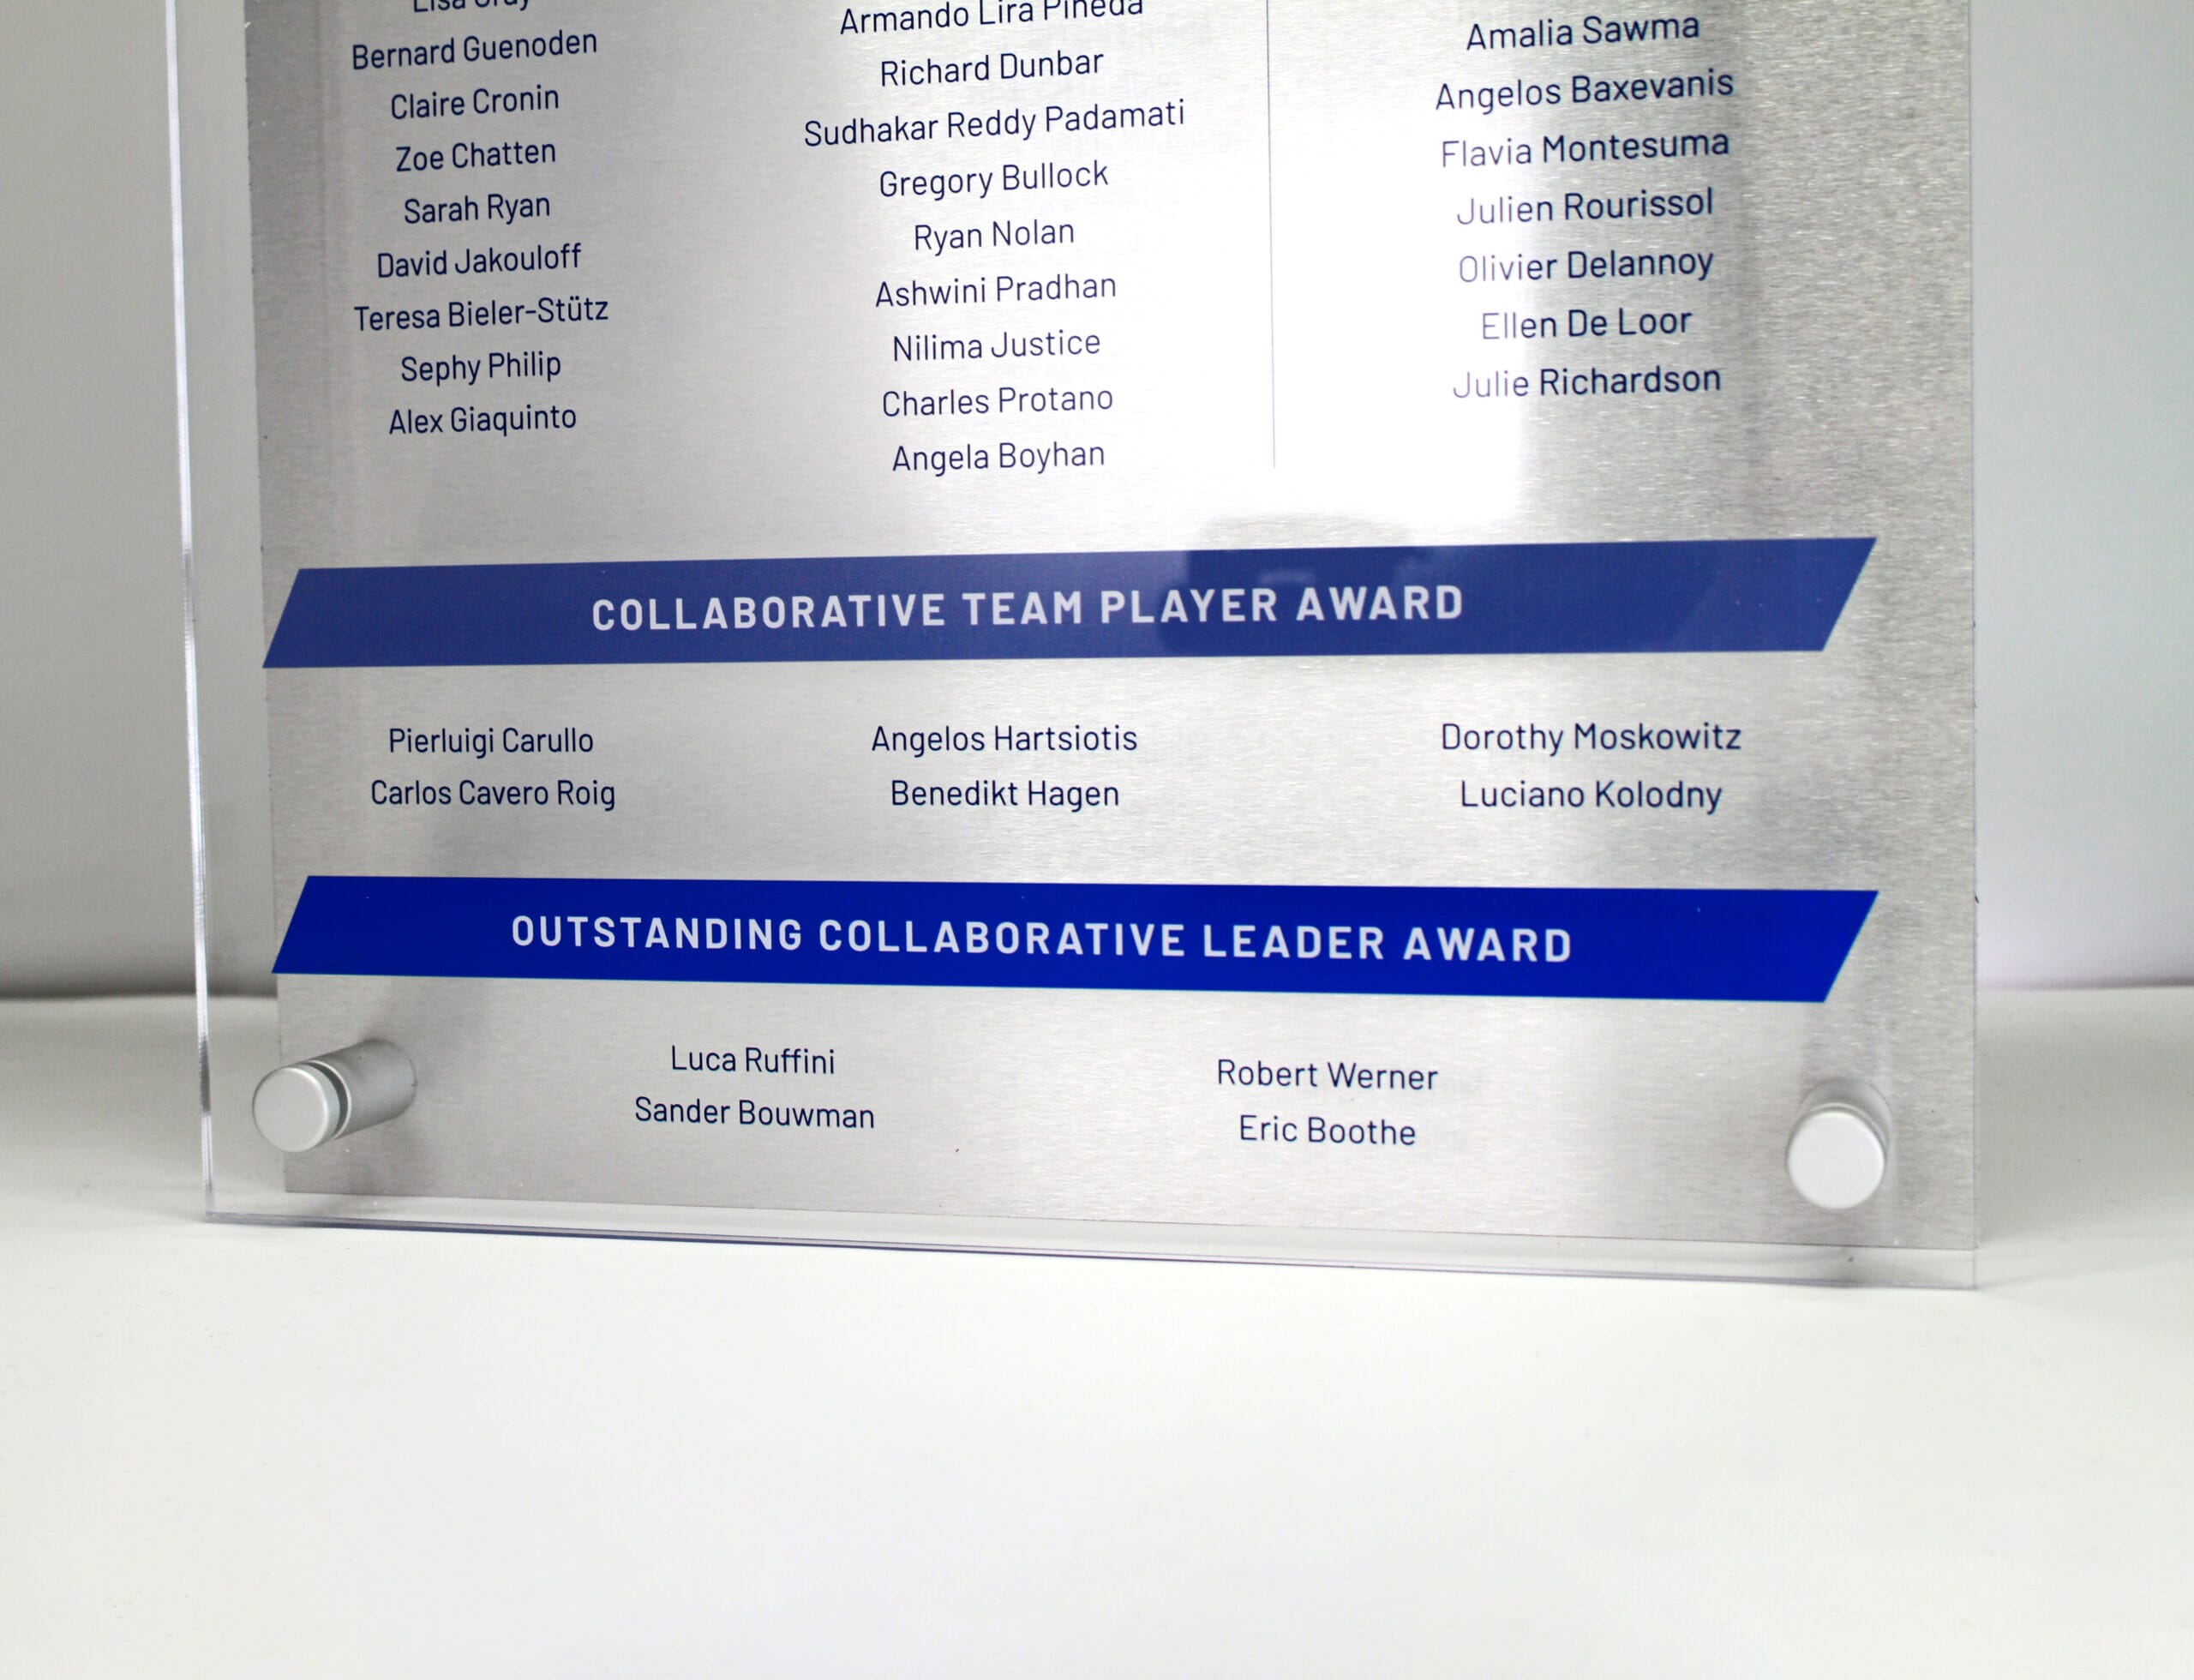 Bernard Guenoden
Claire Cronin
Zoe Chatten
Sarah Ryan
David Jakouloff
Teresa Bieler-Stütz
Sephy Philip
Alex Giaquinto
Armando Lira Pineda
Richard Dunbar
Sudhakar Reddy Padamati
Gregory Bullock
Ryan Nolan
Ashwini Pradhan
Nilima Justice
Charles Protano
Angela Boyhan
Amalia Sawma
Angelos Baxevanis
Flavia Montesuma
Julien Rourissol
Olivier Delannoy
Ellen De Loor
Julie Richardson
COLLABORATIVE TEAM PLAYER AWARD
Pierluigi Carullo
Carlos Cavero Roig
Angelos Hartsiotis
Benedikt Hagen
Dorothy Moskowitz
Luciano Kolodny
OUTSTANDING COLLABORATIVE LEADER AWARD
Luca Ruffini
Sander Bouwman
Robert Werner
Eric Boothe